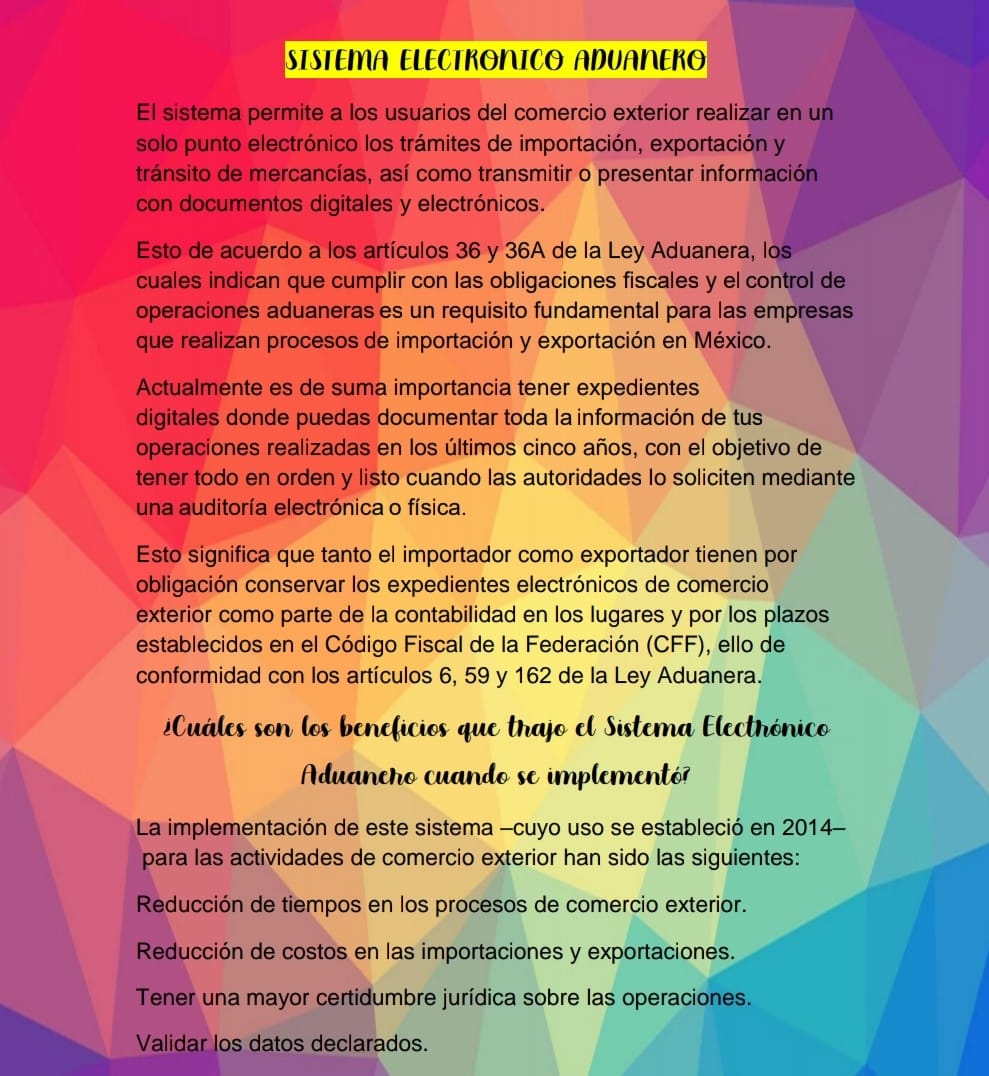 SISTEMA ELECTRONICO ADUANERO
El sistema permite a los usuarios del comercio exterior realizar en un
solo punto electrónico los trámites de importación, exportación y
tránsito de mercancías, así como transmitir o presentar información
con documentos digitales y electrónicos.
Esto de acuerdo a los artículos 36 y 36A de la Ley Aduanera, los
cuales indican que cumplir con las obligaciones fiscales y el control de
operaciones aduaneras es un requisito fundamental para las empresas
que realizan procesos de importación y exportación en México.
Actualmente es de suma importancia tener expedientes
digitales donde puedas documentar toda la información de tus
operaciones realizadas en los últimos cinco años, con el objetivo de
tener todo en orden y listo cuando las autoridades lo soliciten mediante
una auditoría electrónica o física.
Esto significa que tanto el importador como exportador tienen por
obligación conservar los expedientes electrónicos de comercio
exterior como parte de la contabilidad en los lugares y por los plazos
establecidos en el Código Fiscal de la Federación (CFF), ello de
conformidad con los artículos 6, 59 y 162 de la Ley Aduanera.
¿Cuáles son los beneficios que trajo el Sistema Electrónico
Aduanero cuando se implementó?
La implementación de este sistema –cuyo uso se estableció en 2014–
para las actividades de comercio exterior han sido las siguientes:
Reducción de tiempos en los procesos de comercio exterior.
Reducción de costos en las importaciones y exportaciones.
Tener una mayor certidumbre jurídica sobre las operaciones.
Validar los datos declarados.